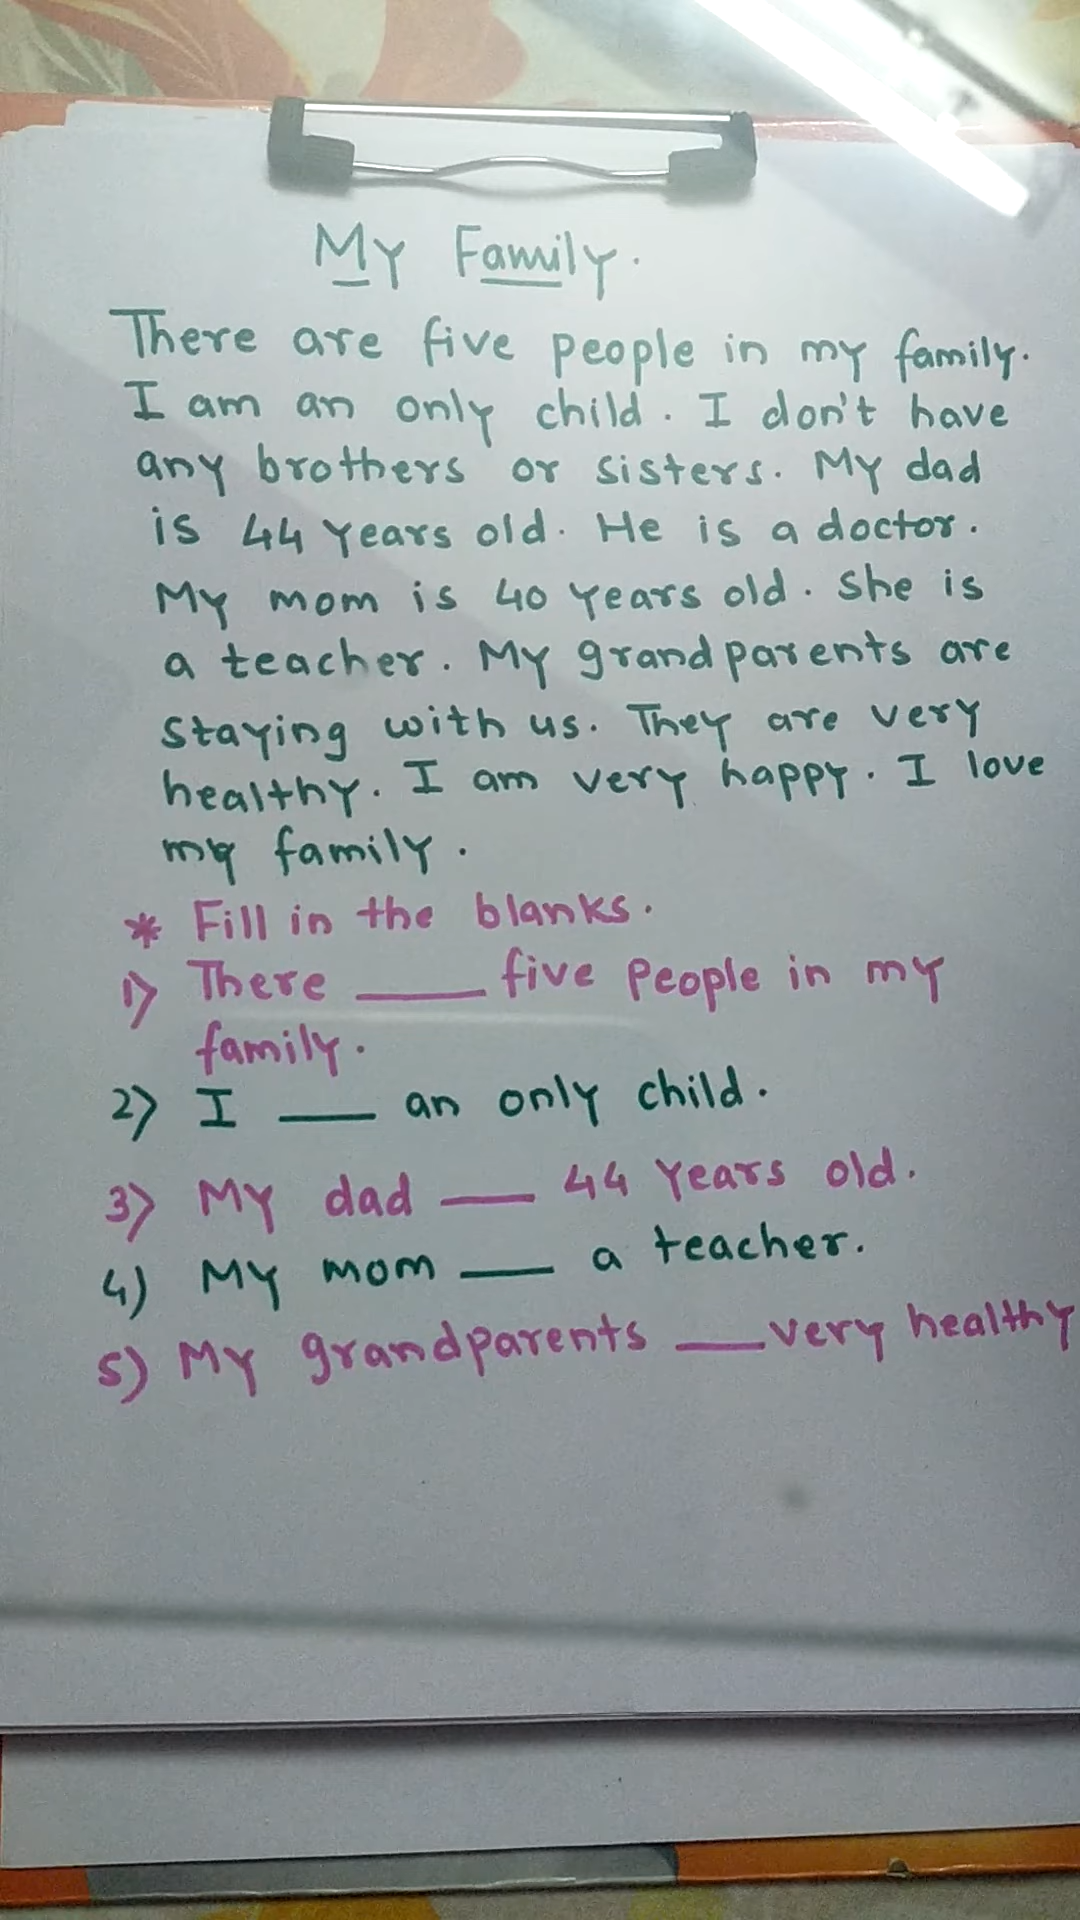 My Family.
There are five people in my family.
I am an only child. I don't have
any brothers or sisters. My dad
is 44 years old. He is a doctor.
My mom is 40 years old. She is
a teacher. My grandparents are
staying with us. They are very
healthy. I am very happy. I love
my family.
* Fill in the blanks.
1) There ____ five people in my
family.
2) I ____ an only child.
3) My dad ____ 44 years old.
4) My mom ____ a teacher.
5) My grandparents ____ very healthy